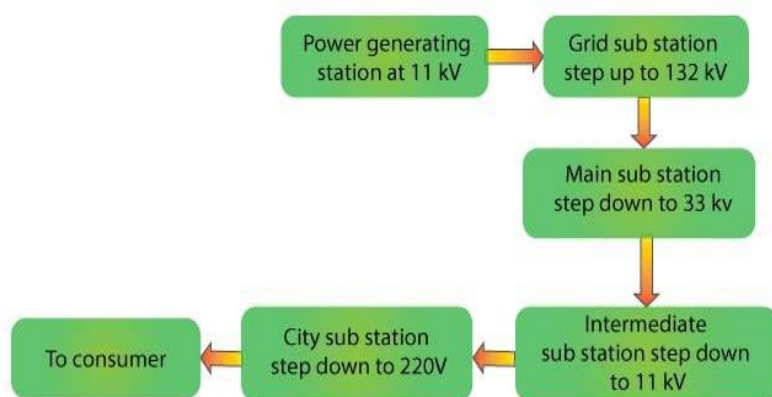 Power generating
station at 11 kV
Grid sub station
step up to 132 kV
Main sub station
step down to 33 kv
Intermediate
sub station step down
to 11 kV
City sub station
step down to 220V
To consumer